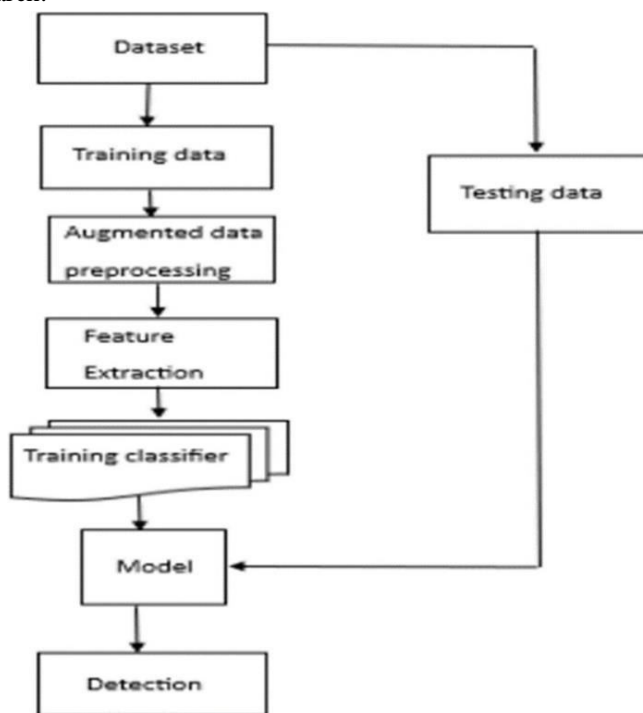 Dataset
Training data
Testing data
Augmented data
preprocessing
Feature
Extraction
Training classifier
Model
Detection